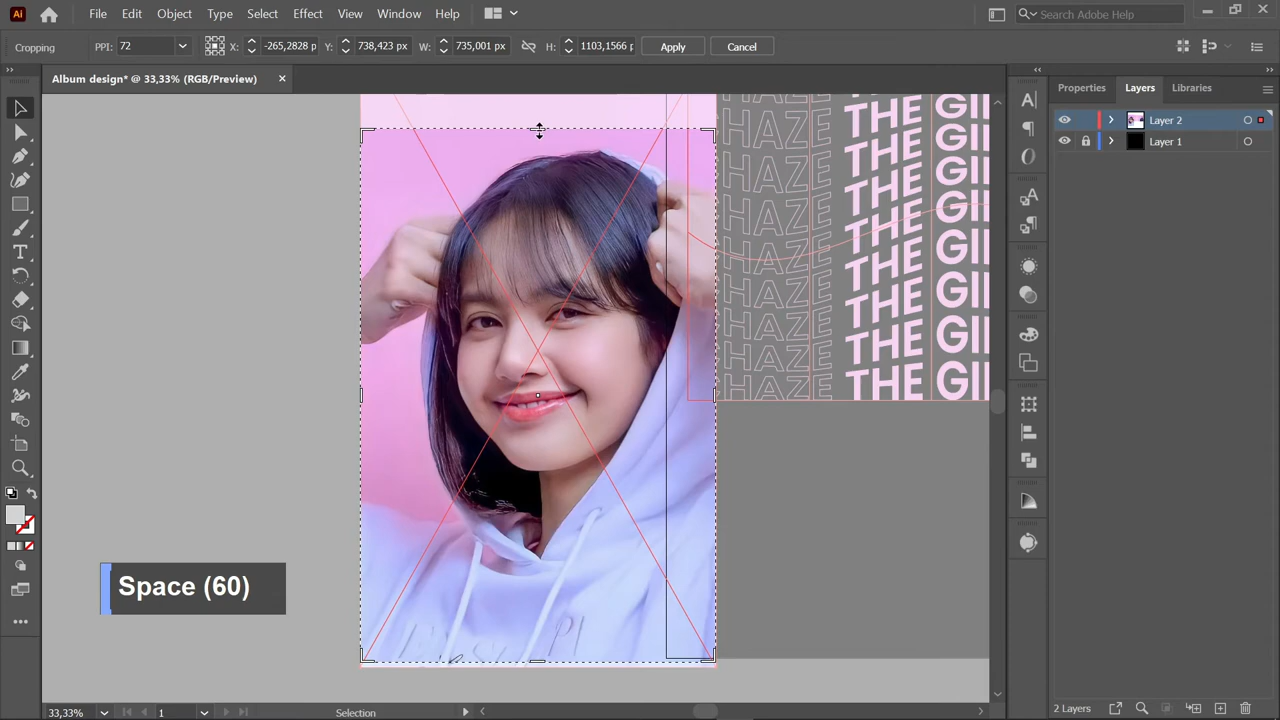 Ai File Edit Object Type Select Effect View Window Help Search Adobe Help
Cropping PPI: 72 X: -265,2828 p Y: 738,423 px W: 735,001 px H: 1103,1566 p Apply Cancel
Album design* @ 33,33% (RGB/Preview)
Properties Layers Libraries
Layer 2
Layer 1
HAZE THE GI
HAZE THE GI
HAZE THE GI
HAZE THE GI
HAZE THE GI
HAZE THE GI
HAZE THE GI
HAZE THE GI
Space (60)
33,33% 1 Selection 2 Layers